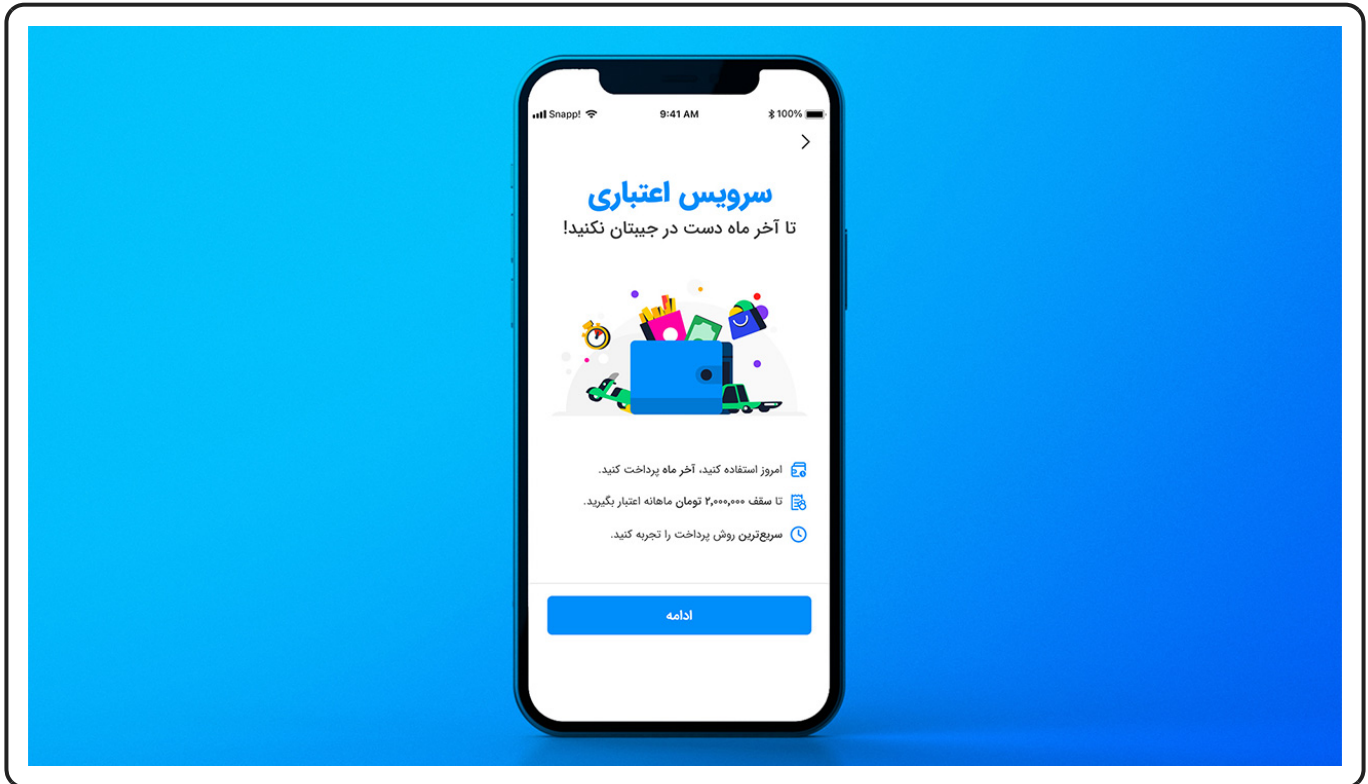 Snapp! 9:41 AM 100%
سرویس اعتباری
تا آخر ماه دست در جیبتان نکنید!
امروز استفاده کنید، آخر ماه پرداخت کنید.
تا سقف ۲,۰۰۰,۰۰۰ تومان ماهانه اعتبار بگیرید.
سریع‌ترین روش پرداخت را تجربه کنید.
ادامه